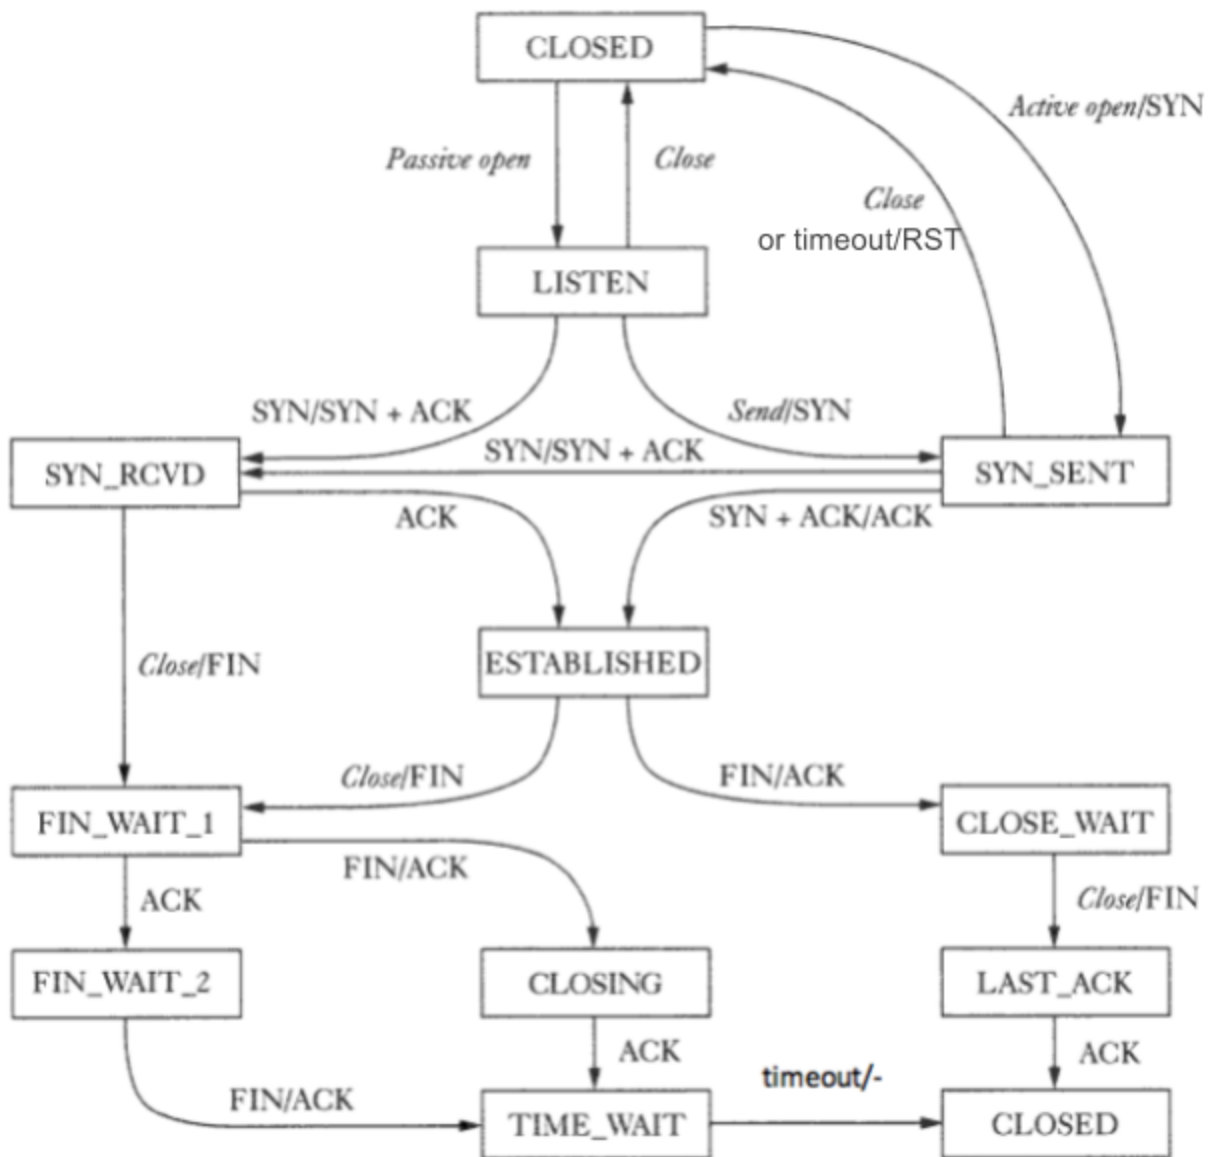 CLOSED
Active open/SYN
Passive open
Close
Close
or timeout/RST
LISTEN
SYN/SYN + ACK
Send/SYN
SYN/SYN + ACK
SYN_RCVD
SYN_SENT
ACK
SYN + ACK/ACK
Close/FIN
ESTABLISHED
Close/FIN
FIN/ACK
FIN_WAIT_1
CLOSE_WAIT
FIN/ACK
ACK
Close/FIN
FIN_WAIT_2
CLOSING
LAST_ACK
ACK
ACK
timeout/-
FIN/ACK
TIME_WAIT
CLOSED